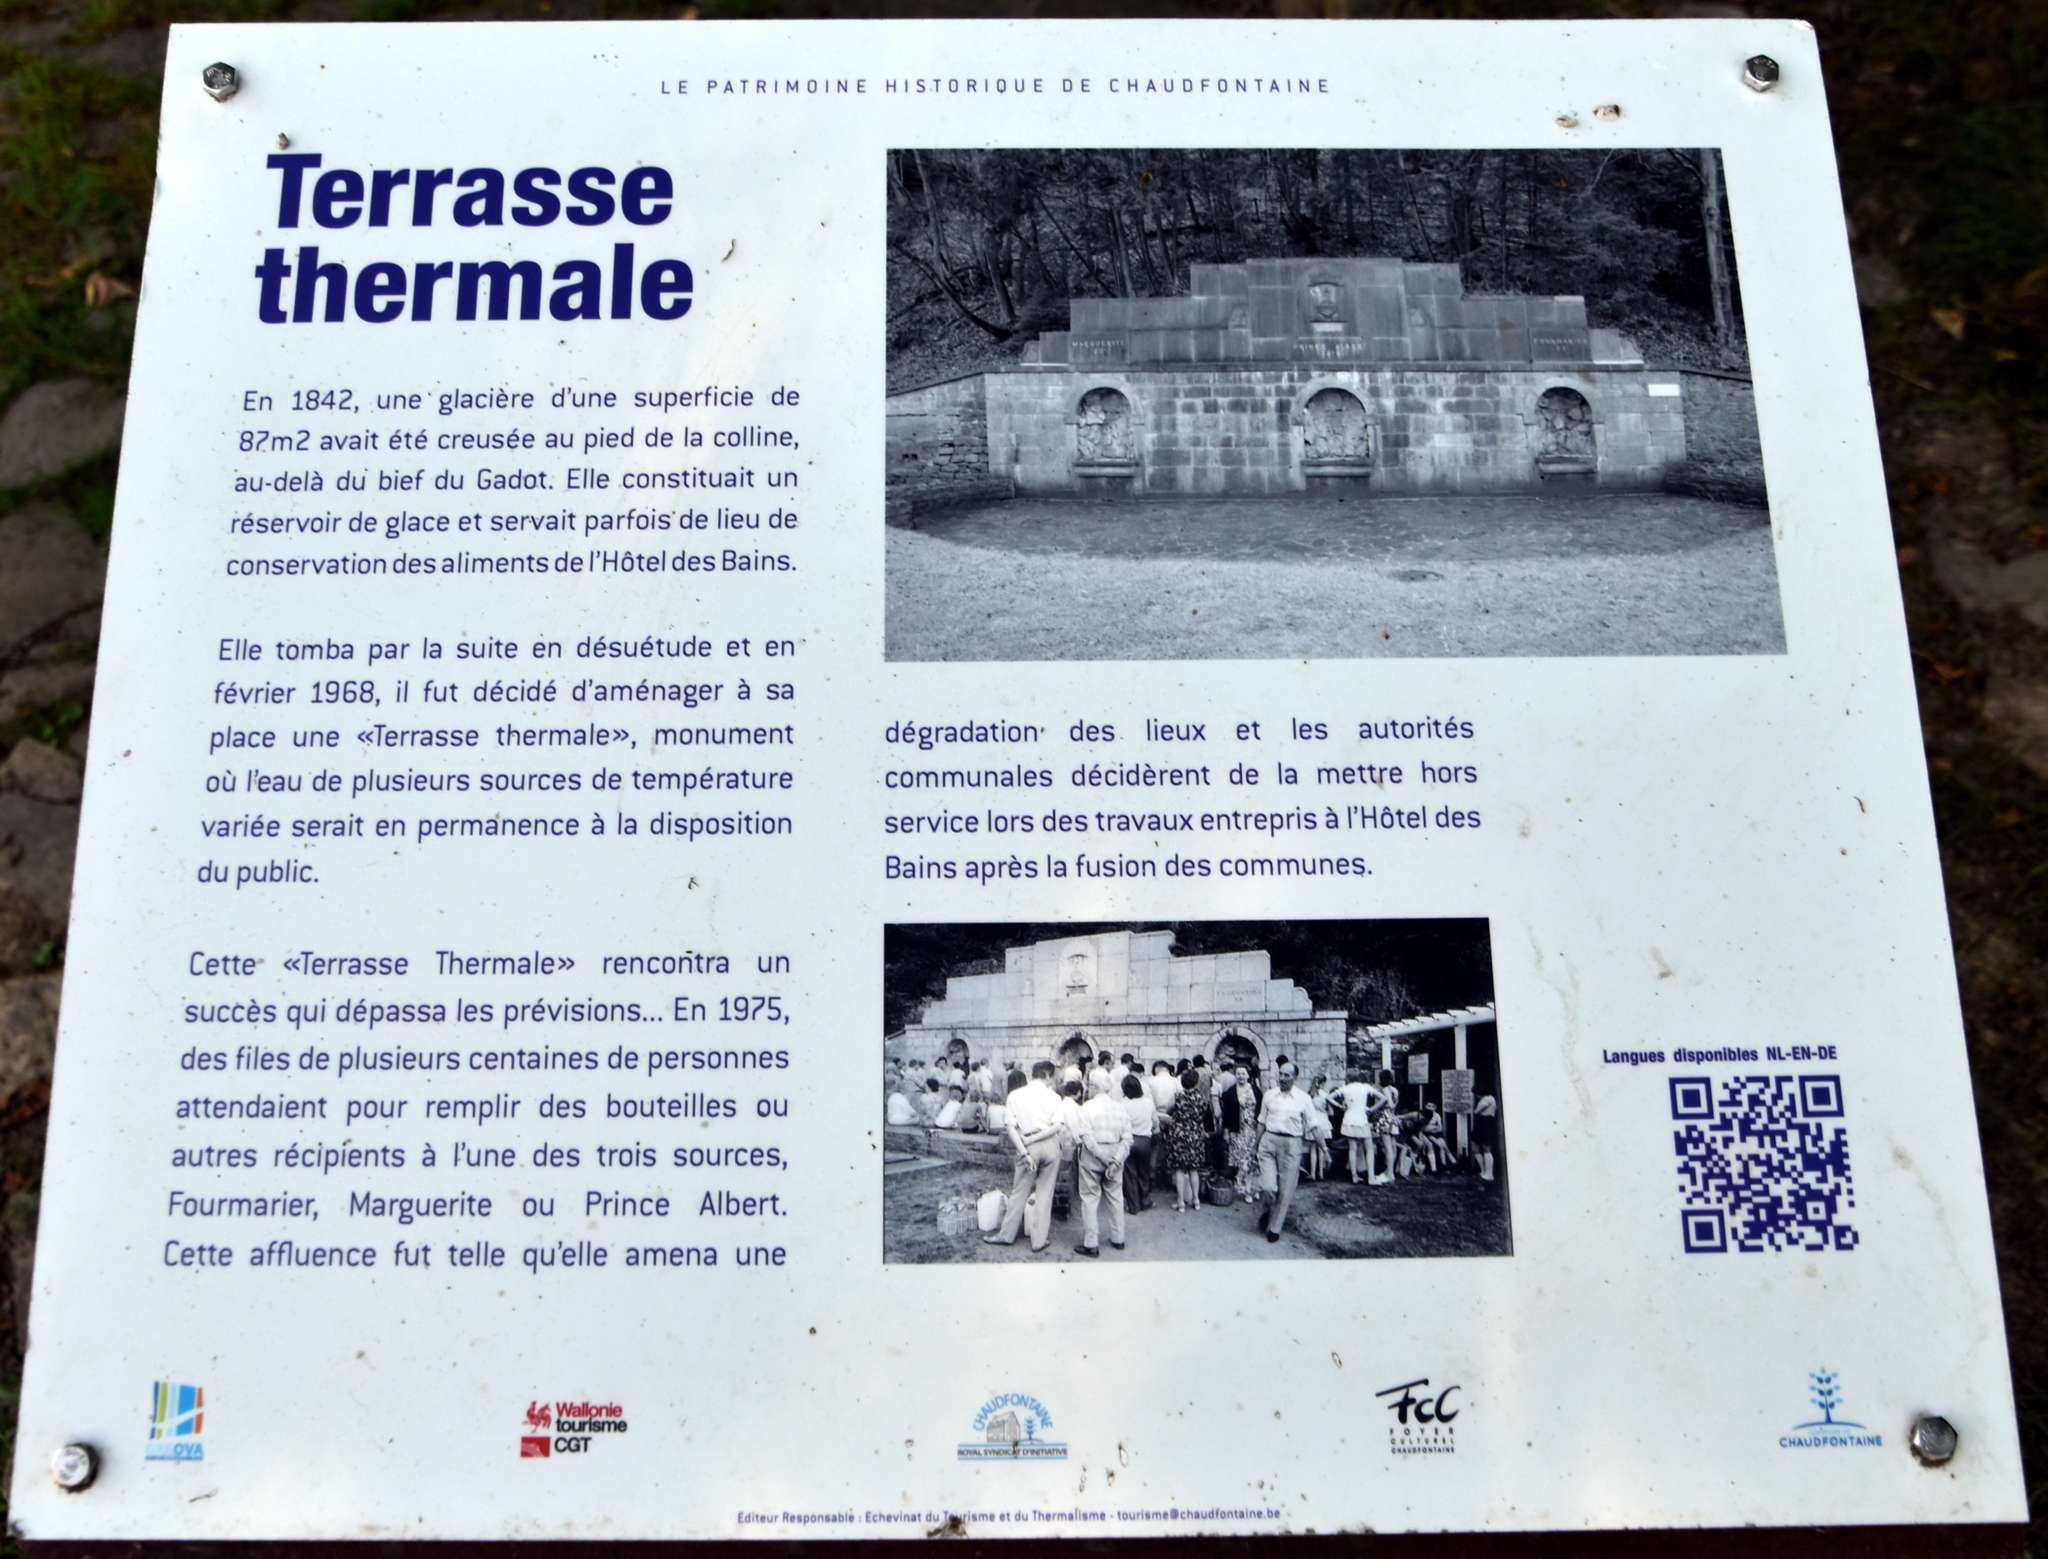 LE PATRIMOINE HISTORIQUE DE CHAUDFONTAINE
Terrasse
thermale
En 1842, une glacière d'une superficie de
87m2 avait été creusée au pied de la colline,
au-delà du bief du Gadot. Elle constituait un
réservoir de glace et servait parfois de lieu de
conservation des aliments de l'Hôtel des Bains.
Elle tomba par la suite en désuétude et en
février 1968, il fut décidé d'aménager à sa
place une «Terrasse thermale», monument
où l'eau de plusieurs sources de température
variée serait en permanence à la disposition
du public.
Cette «Terrasse Thermale» rencontra un
succès qui dépassa les prévisions... En 1975,
des files de plusieurs centaines de personnes
attendaient pour remplir des bouteilles ou
autres récipients à l'une des trois sources,
Fourmarier, Marguerite ou Prince Albert.
Cette affluence fut telle qu'elle amena une
MARGUERITE
PRINCE ALBERT
FOURMARIER
dégradation des lieux et les autorités
communales décidèrent de la mettre hors
service lors des travaux entrepris à l'Hôtel des
Bains après la fusion des communes.
Langues disponibles NL-EN-DE
OVA
Wallonie
tourisme
CGT
CHAUDFONTAINE
ROYAL SYNDICAT D'INITIATIVE
FCC
FOYER
CULTUREL
CHAUDFONTAINE
CHAUDFONTAINE
Editeur Responsable : Echevinat du Tourisme et du Thermalisme - tourisme@chaudfontaine.be